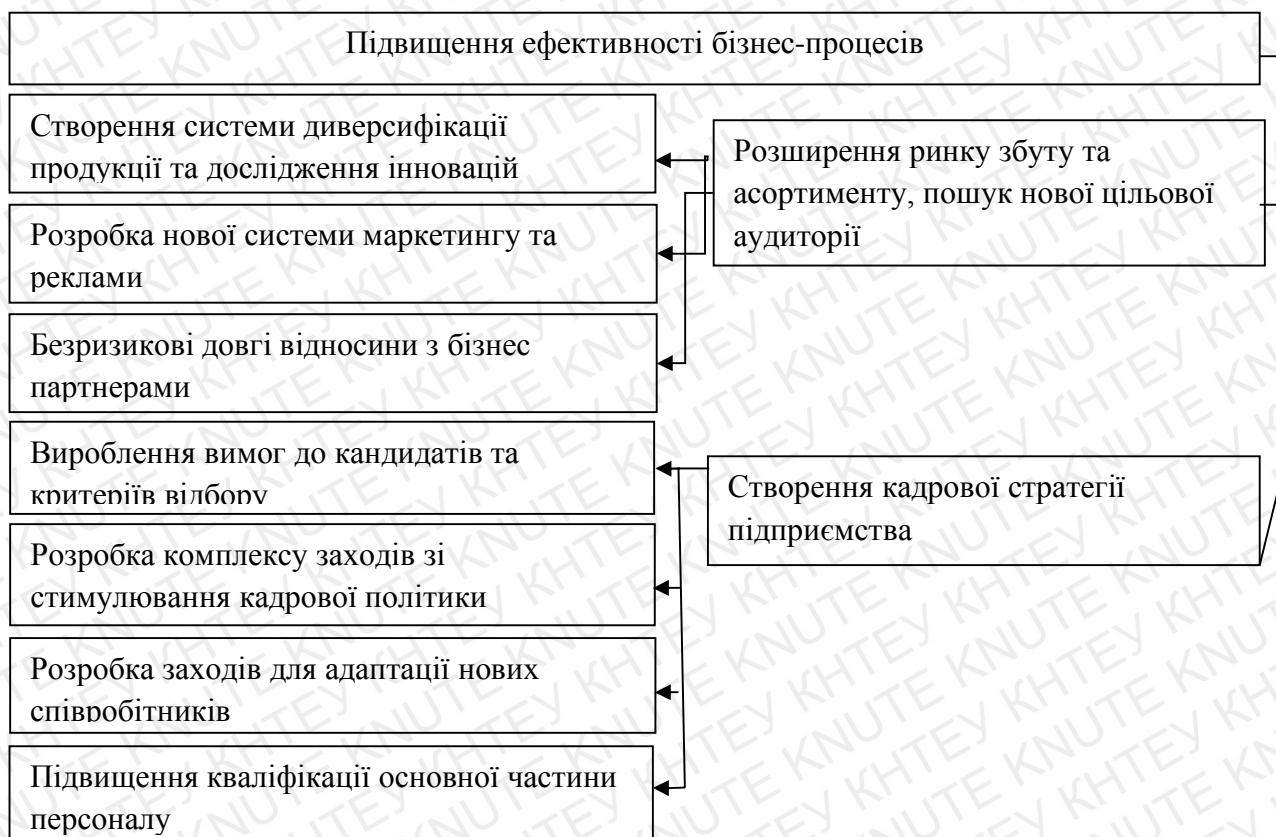 Підвищення ефективності бізнес-процесів
Створення системи диверсифікації
продукції та дослідження інновацій
Розширення ринку збуту та
асортименту, пошук нової цільової
аудиторії
Розробка нової системи маркетингу та
реклами
Безризикові довгі відносини з бізнес
партнерами
Вироблення вимог до кандидатів та
критеріїв відбору
Створення кадрової стратегії
підприємства
Розробка комплексу заходів зі
стимулювання кадрової політики
Розробка заходів для адаптації нових
співробітників
Підвищення кваліфікації основної частини
персоналу